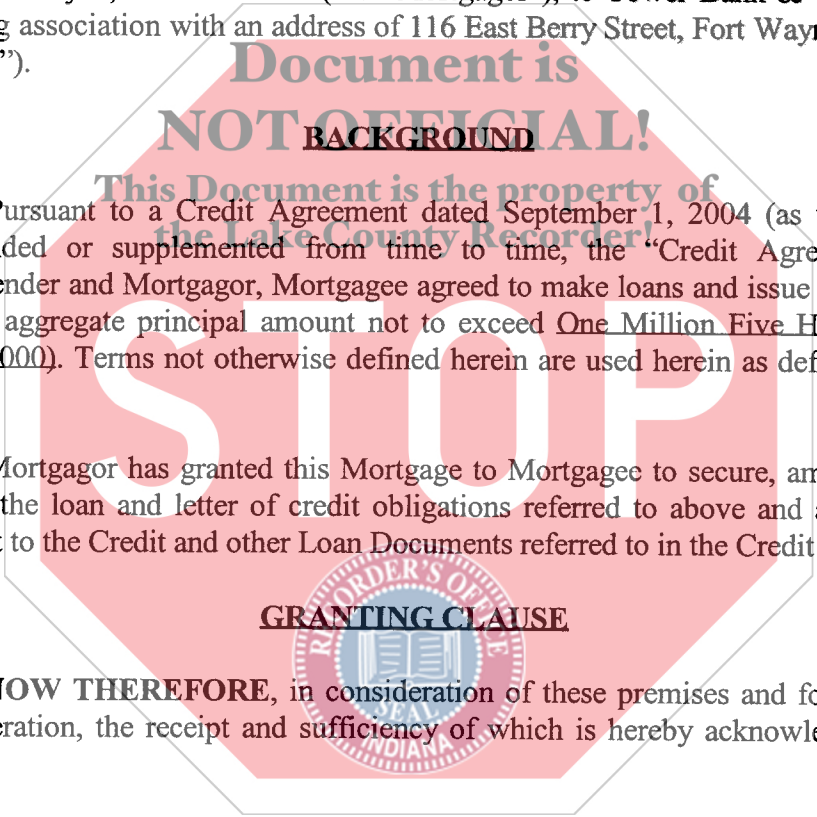 g association with an address of 116 East Berry Street, Fort Way
”).
Document is
NOT OFFICIAL!
BACKGROUND
This Document is the property of
the Lake County Recorder!
Pursuant to a Credit Agreement dated September 1, 2004 (as
ded or supplemented from time to time, the “Credit Agre
ender and Mortgagor, Mortgagee agreed to make loans and issue
aggregate principal amount not to exceed One Million Five H
000). Terms not otherwise defined herein are used herein as def
STOP
Mortgagor has granted this Mortgage to Mortgagee to secure, am
the loan and letter of credit obligations referred to above and a
t to the Credit and other Loan Documents referred to in the Credit
RECORDER'S OFFICE
GRANTING CLAUSE
NOW THEREFORE, in consideration of these premises and fo
SEAL
eration, the receipt and sufficiency of which is hereby acknowle
INDIANA